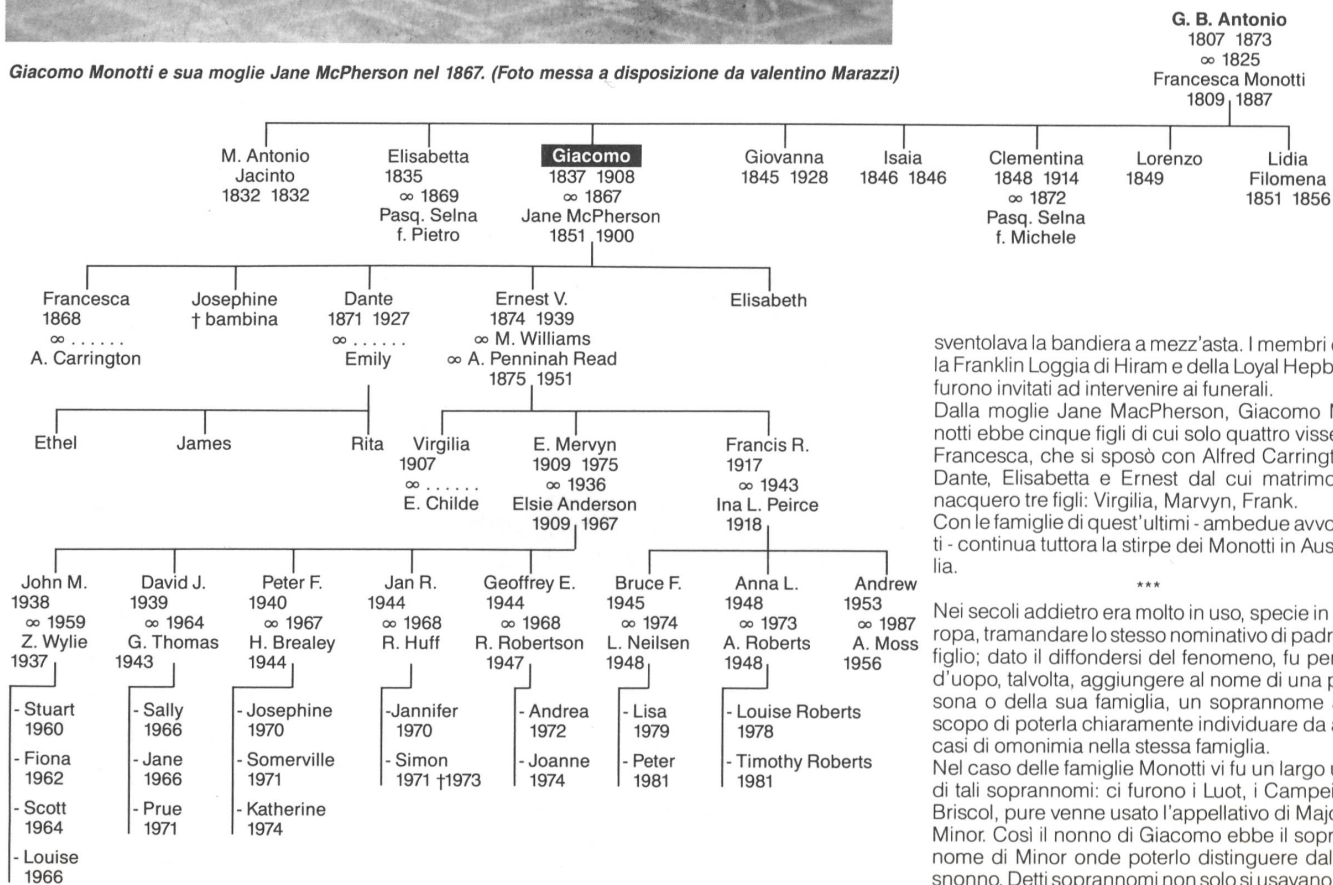 Giacomo Monotti e sua moglie Jane McPherson nel 1867. (Foto messa a disposizione da valentino Marazzi)
G. B. Antonio
1807 1873
∞ 1825
Francesca Monotti
1809 1887
M. Antonio
Jacinto
1832 1832
Elisabetta
1835
∞ 1869
Pasq. Selna
f. Pietro
Giacomo
1837 1908
∞ 1867
Jane McPherson
1851 1900
Giovanna
1845 1928
Isaia
1846 1846
Clementina
1848 1914
∞ 1872
Pasq. Selna
f. Michele
Lorenzo
1849
Lidia
Filomena
1851 1856
Francesca
1868
∞ ......
A. Carrington
Josephine
† bambina
Dante
1871 1927
∞ ......
Emily
Ernest V.
1874 1939
∞ M. Williams
∞ A. Penninah Read
1875 1951
Elisabeth
Ethel
James
Rita
Virgilia
1907
∞ ......
E. Childe
E. Mervyn
1909 1975
∞ 1936
Elsie Anderson
1909 1967
Francis R.
1917
∞ 1943
Ina L. Peirce
1918
John M.
1938
∞ 1959
Z. Wylie
1937
- Stuart
1960
- Fiona
1962
- Scott
1964
- Louise
1966
David J.
1939
∞ 1964
G. Thomas
1943
- Sally
1966
- Jane
1966
- Prue
1971
Peter F.
1940
∞ 1967
H. Brealey
1944
- Josephine
1970
- Somerville
1971
- Katherine
1974
Jan R.
1944
∞ 1968
R. Huff
-Jannifer
1970
- Simon
1971 †1973
Geoffrey E.
1944
∞ 1968
R. Robertson
1947
- Andrea
1972
- Joanne
1974
Bruce F.
1945
∞ 1974
L. Neilsen
1948
- Lisa
1979
- Peter
1981
Anna L.
1948
∞ 1973
A. Roberts
1948
- Louise Roberts
1978
- Timothy Roberts
1981
Andrew
1953
∞ 1987
A. Moss
1956
sventolava la bandiera a mezz'asta. I membri
la Franklin Loggia di Hiram e della Loyal Hepb
furono invitati ad intervenire ai funerali.
Dalla moglie Jane MacPherson, Giacomo
notti ebbe cinque figli di cui solo quattro visse
Francesca, che si sposò con Alfred Carringt
Dante, Elisabetta e Ernest dal cui matrimo
nacquero tre figli: Virgilia, Marvyn, Frank.
Con le famiglie di quest'ultimi - ambedue avvo
ti - continua tuttora la stirpe dei Monotti in Aus
lia.
***
Nei secoli addietro era molto in uso, specie in
ropa, tramandare lo stesso nominativo di padr
figlio; dato il diffondersi del fenomeno, fu per
d'uopo, talvolta, aggiungere al nome di una p
sona o della sua famiglia, un soprannome
scopo di poterla chiaramente individuare da
casi di omonimia nella stessa famiglia.
Nel caso delle famiglie Monotti vi fu un largo u
di tali soprannomi: ci furono i Luot, i Campei
Briscol, pure venne usato l'appellativo di Majo
Minor. Così il nonno di Giacomo ebbe il sopr
nome di Minor onde poterlo distinguere dal
snonno. Detti soprannomi non solo si usavano